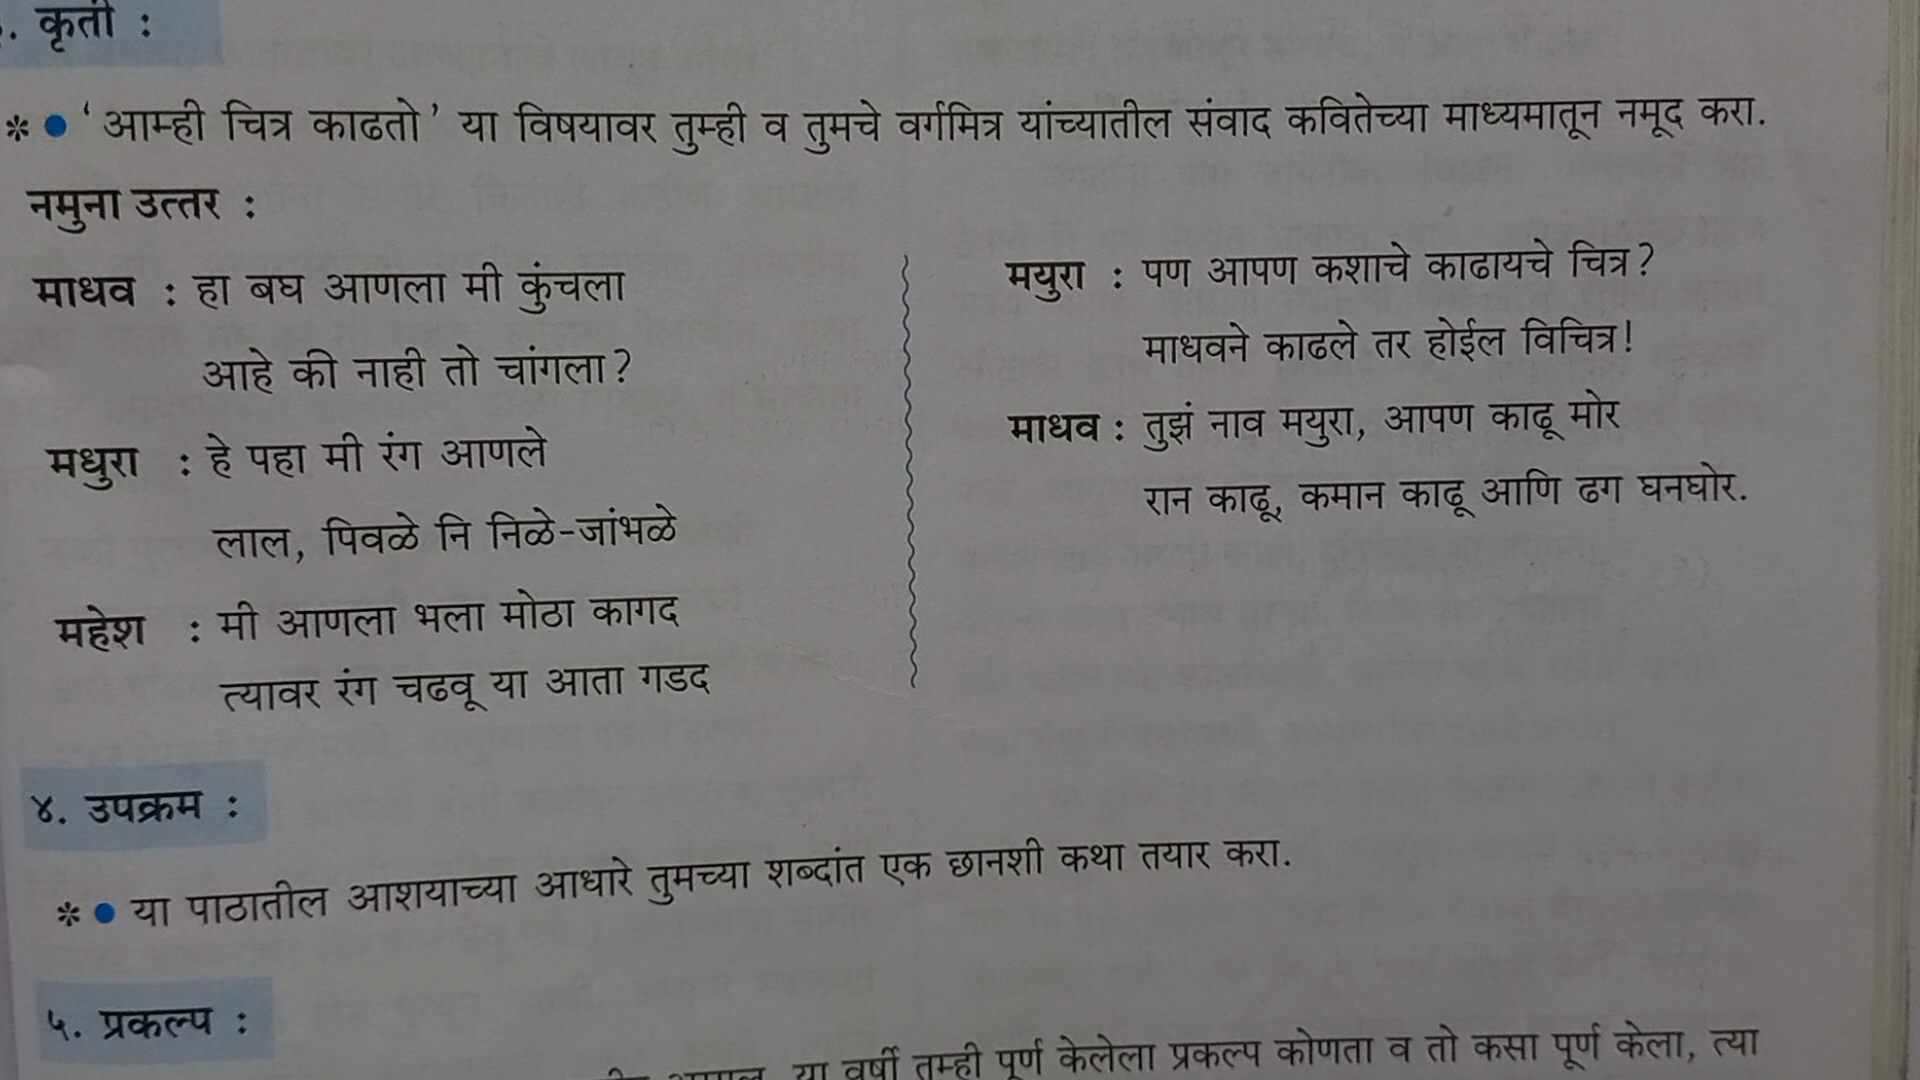 . कृती :
* ● ‘आम्ही चित्र काढतो’ या विषयावर तुम्ही व तुमचे वर्गमित्र यांच्यातील संवाद कवितेच्या माध्यमातून नमूद करा.
नमुना उत्तर :
माधव : हा बघ आणला मी कुंचला
आहे की नाही तो चांगला?
मधुरा : हे पहा मी रंग आणले
लाल, पिवळे नि निळे-जांभळे
महेश : मी आणला भला मोठा कागद
त्यावर रंग चढवू या आता गडद
मयुरा : पण आपण कशाचे काढायचे चित्र?
माधवने काढले तर होईल विचित्र!
माधव : तुझं नाव मयुरा, आपण काढू मोर
रान काढू, कमान काढू आणि ढग घनघोर.
४. उपक्रम :
* ● या पाठातील आशयाच्या आधारे तुमच्या शब्दांत एक छानशी कथा तयार करा.
५. प्रकल्प :
या वर्षी तुम्ही पूर्ण केलेला प्रकल्प कोणता व तो कसा पूर्ण केला, त्या